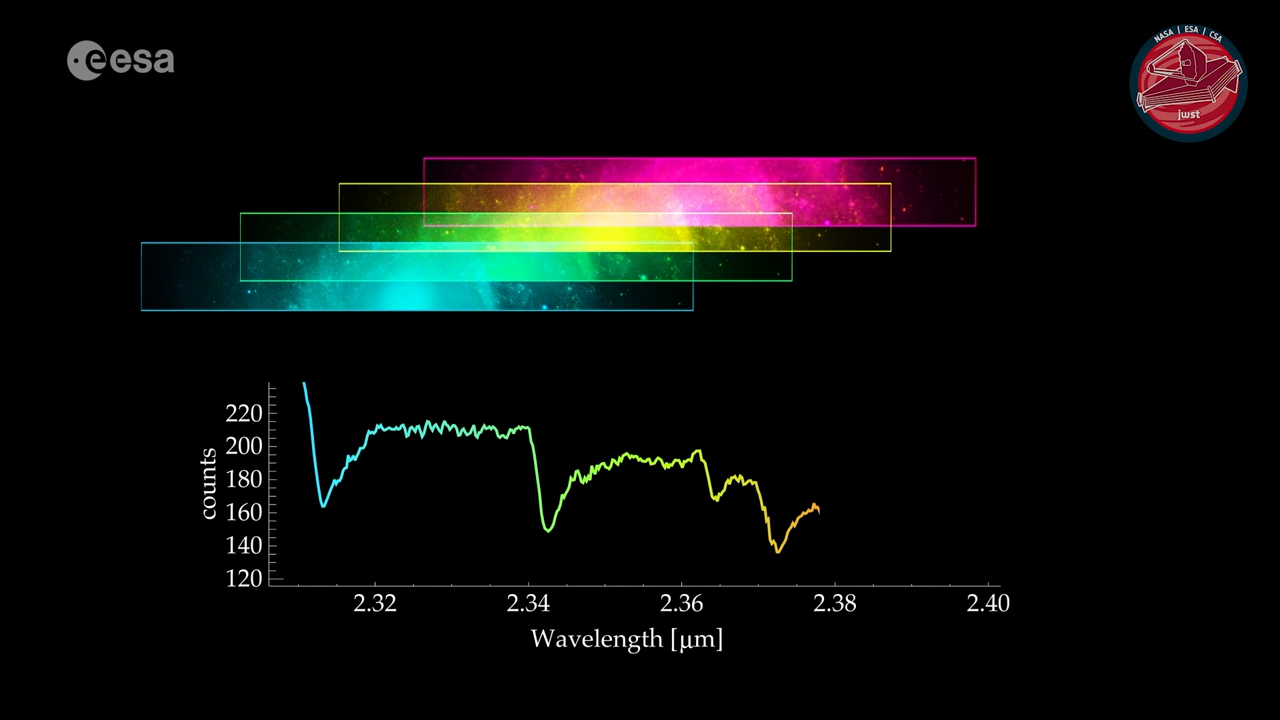 esa
NASA | ESA | CSA
jwst
220
200
180
160
140
120
counts
2.32 2.34 2.36 2.38 2.40
Wavelength [μm]